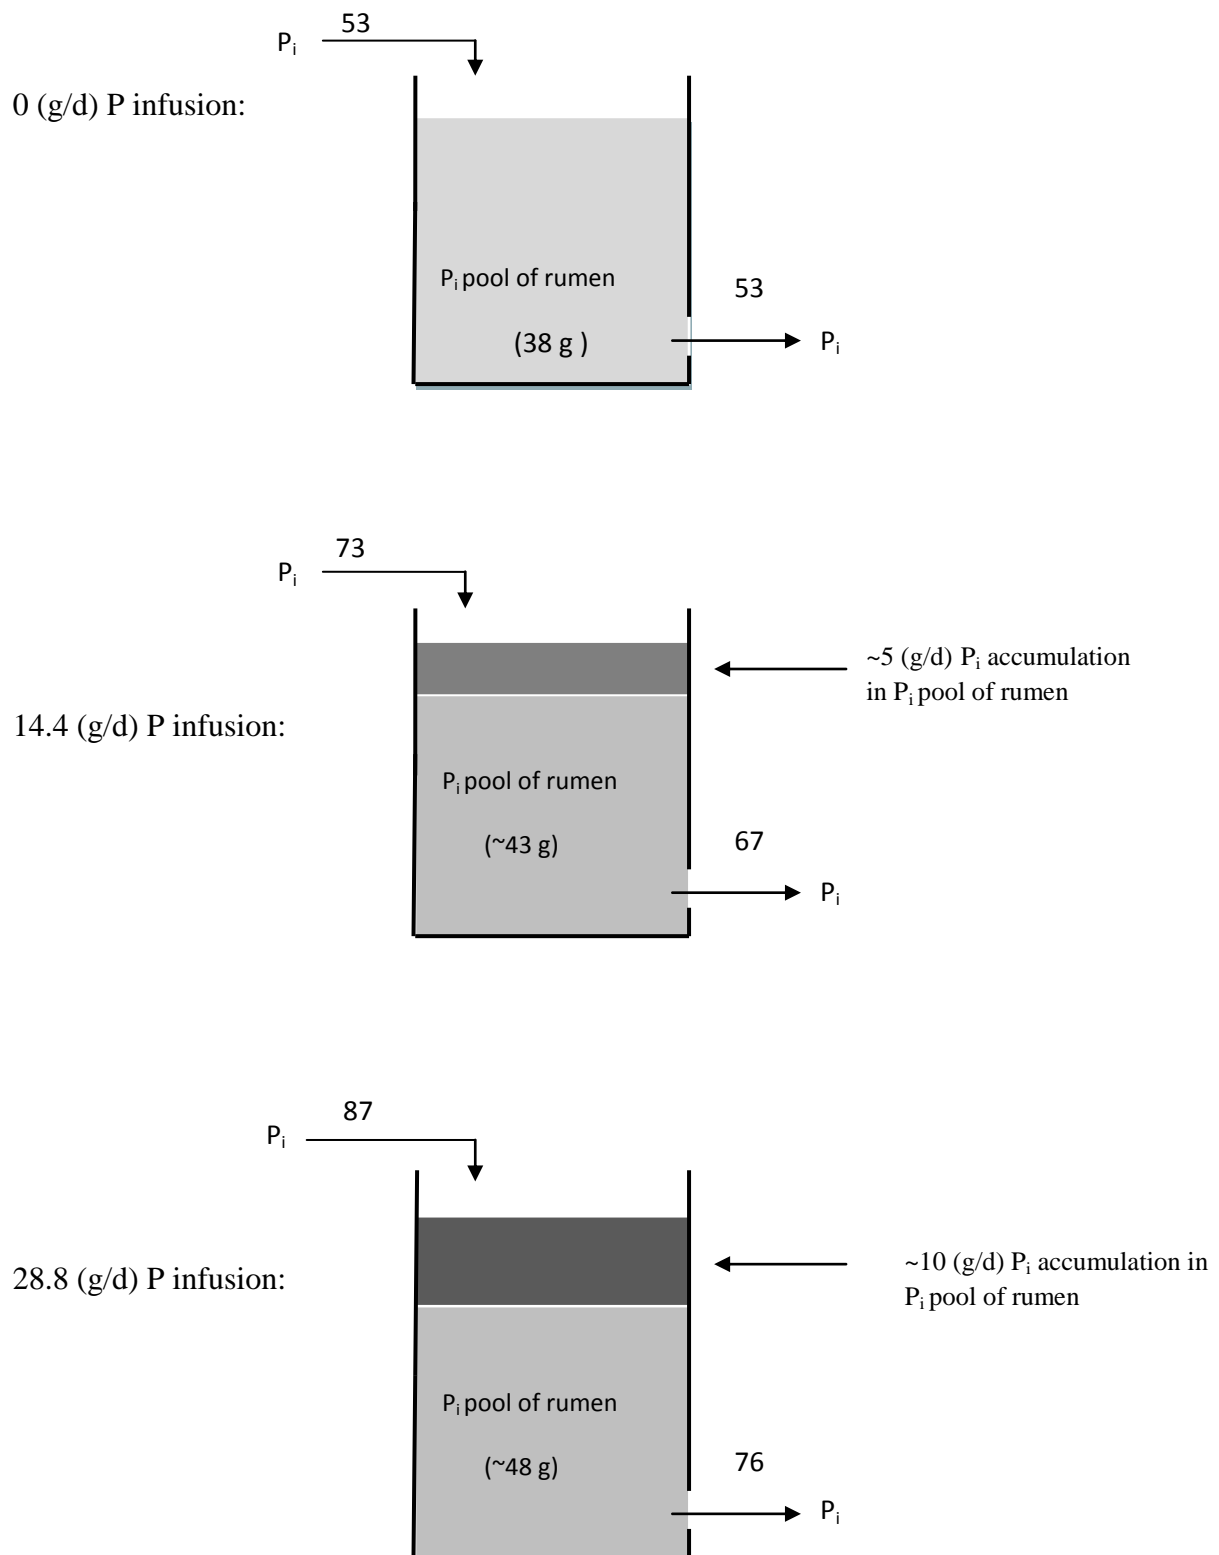 53
Pi
0 (g/d) P infusion:
Pi pool of rumen
53
(38 g )
Pi
73
Pi
~5 (g/d) Pi accumulation
in Pi pool of rumen
14.4 (g/d) P infusion:
Pi pool of rumen
(~43 g)
67
Pi
87
Pi
~10 (g/d) Pi accumulation in
Pi pool of rumen
28.8 (g/d) P infusion:
Pi pool of rumen
(~48 g)
76
Pi